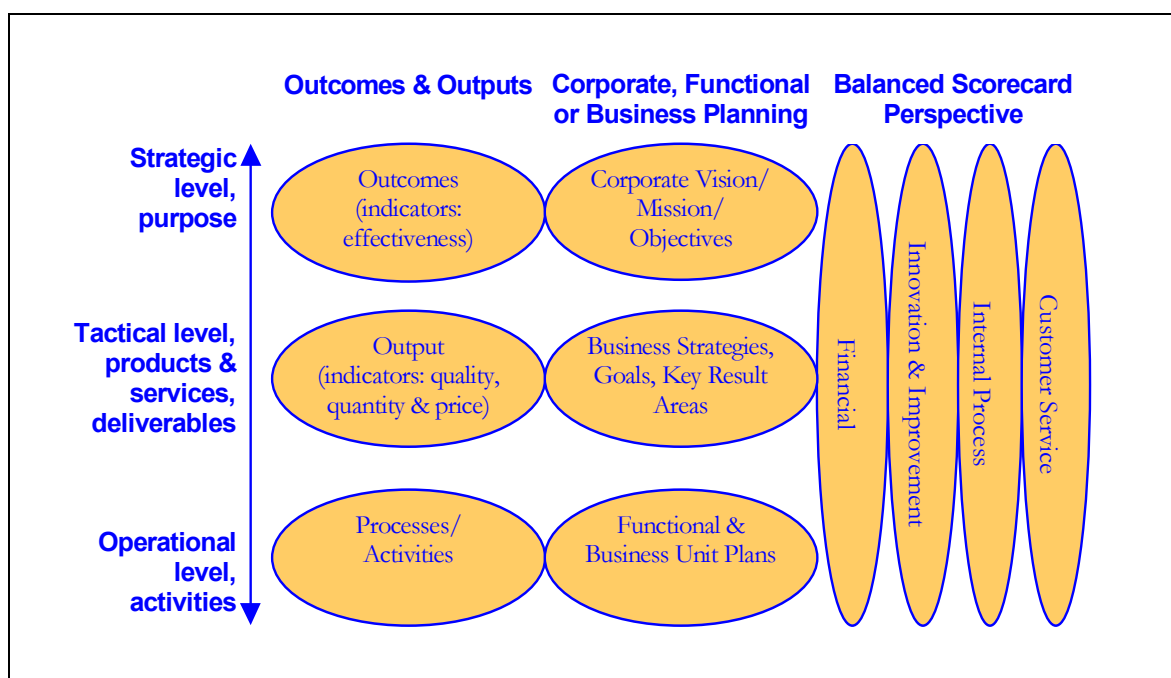 Outcomes & Outputs
Corporate, Functional
or Business Planning
Balanced Scorecard
Perspective
Strategic
level,
purpose
Outcomes
(indicators:
effectiveness)
Corporate Vision/
Mission/
Objectives
Tactical level,
products &
services,
deliverables
Output
(indicators: quality,
quantity & price)
Business Strategies,
Goals, Key Result
Areas
Operational
level,
activities
Processes/
Activities
Functional &
Business Unit Plans
Financial
Innovation & Improvement
Internal Process
Customer Service